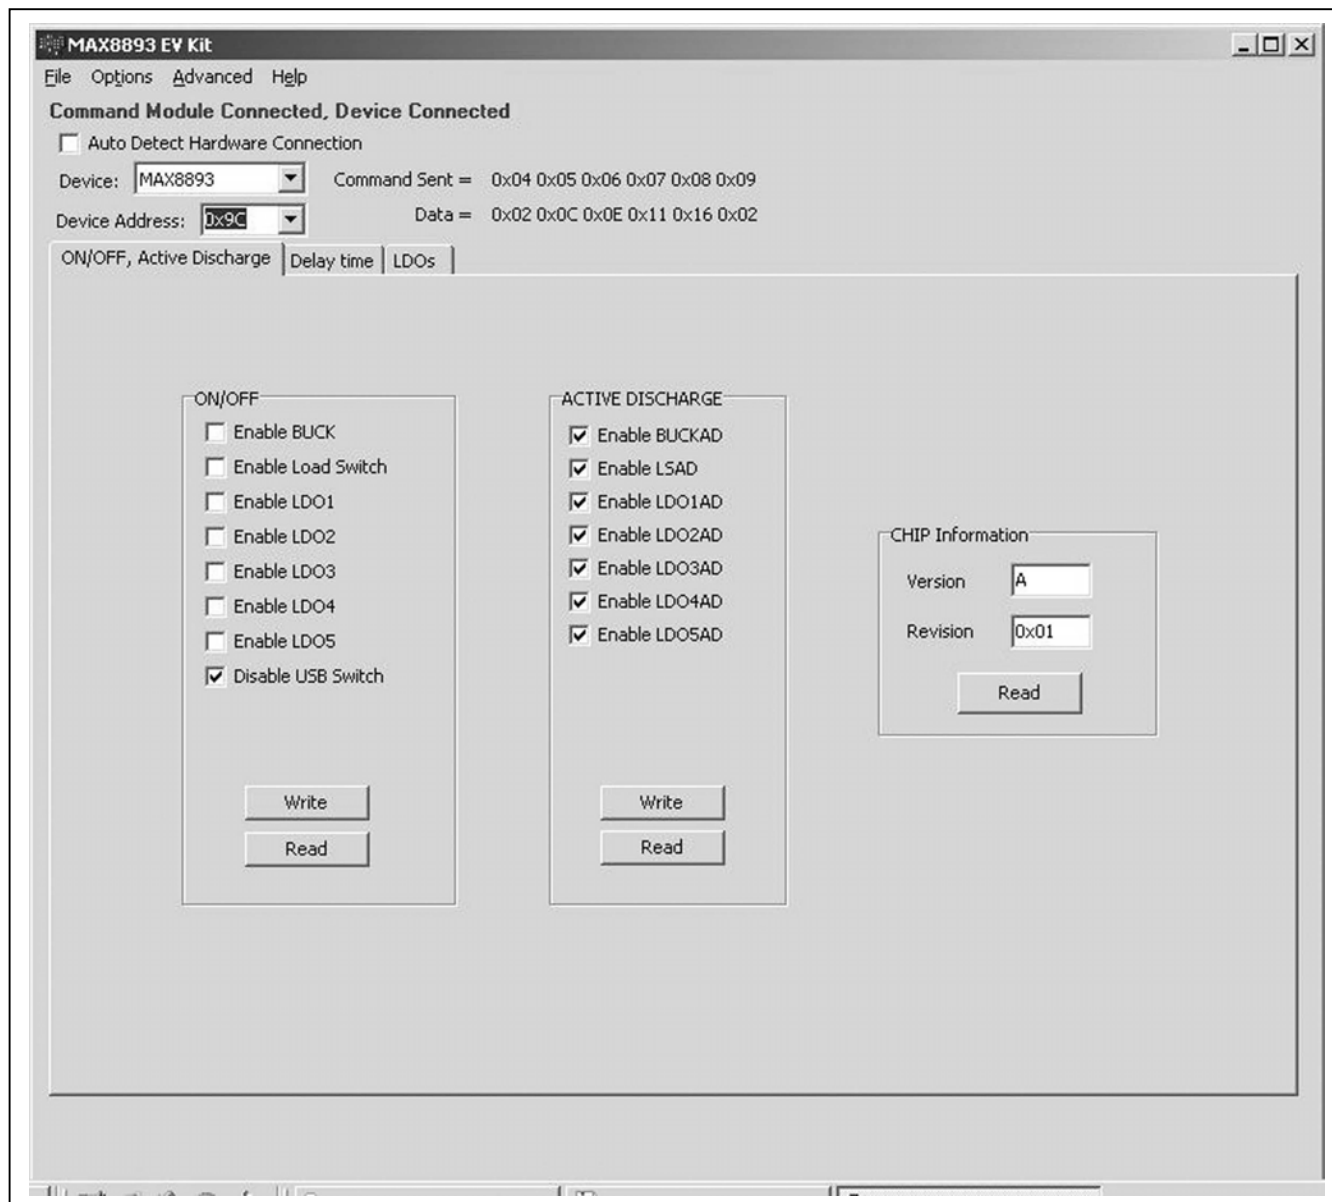 MAX8893 EV Kit
File Options Advanced Help
Command Module Connected, Device Connected
Auto Detect Hardware Connection
Device: MAX8893 Command Sent = 0x04 0x05 0x06 0x07 0x08 0x09
Device Address: 0x9C Data = 0x02 0x0C 0x0E 0x11 0x16 0x02
ON/OFF, Active Discharge Delay time LDOs
ON/OFF
Enable BUCK
Enable Load Switch
Enable LDO1
Enable LDO2
Enable LDO3
Enable LDO4
Enable LDO5
Disable USB Switch
Write
Read
ACTIVE DISCHARGE
Enable BUCKAD
Enable LSAD
Enable LDO1AD
Enable LDO2AD
Enable LDO3AD
Enable LDO4AD
Enable LDO5AD
Write
Read
CHIP Information
Version A
Revision 0x01
Read